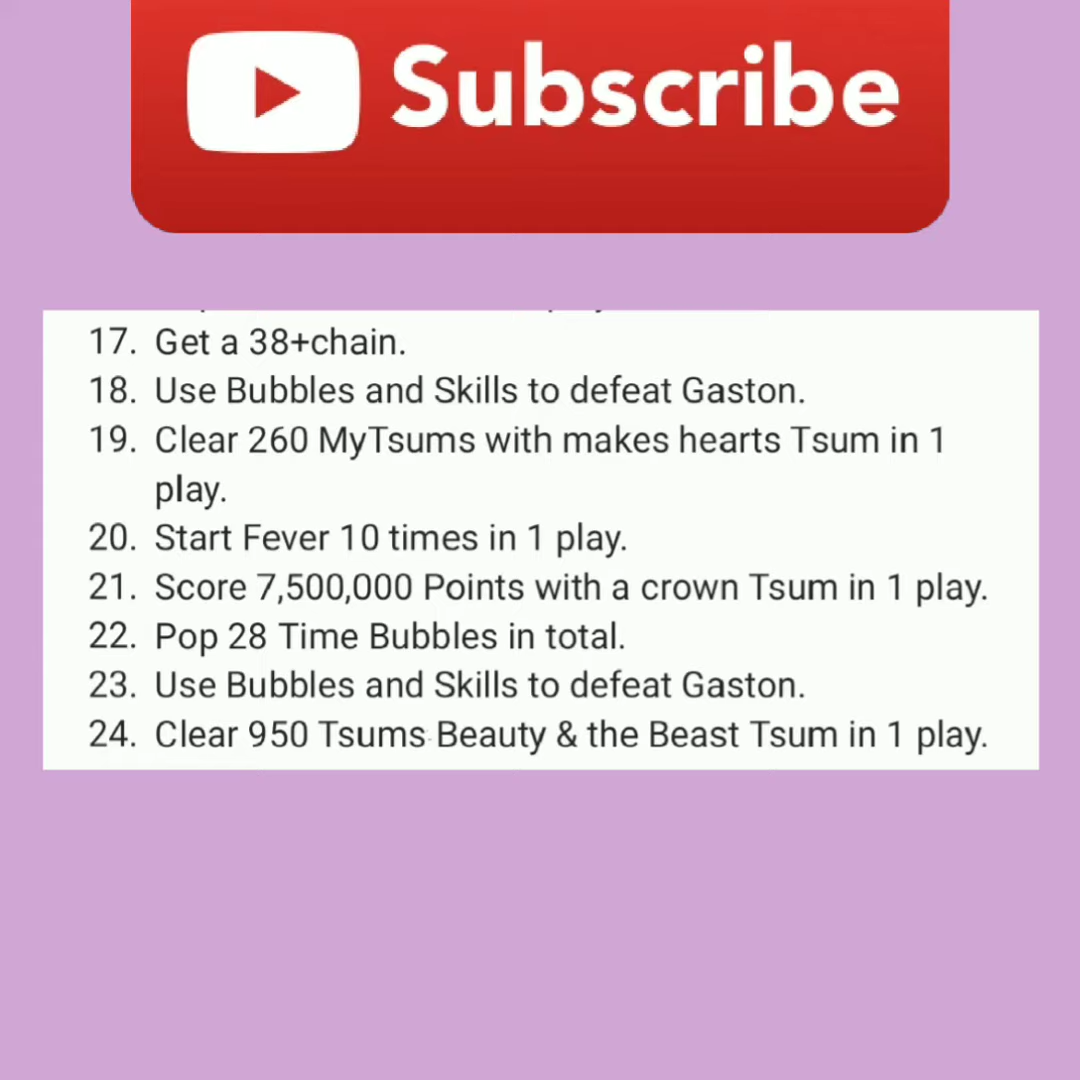 Subscribe
17. Get a 38+chain.
18. Use Bubbles and Skills to defeat Gaston.
19. Clear 260 MyTsums with makes hearts Tsum in 1
play.
20. Start Fever 10 times in 1 play.
21. Score 7,500,000 Points with a crown Tsum in 1 play.
22. Pop 28 Time Bubbles in total.
23. Use Bubbles and Skills to defeat Gaston.
24. Clear 950 Tsums Beauty & the Beast Tsum in 1 play.